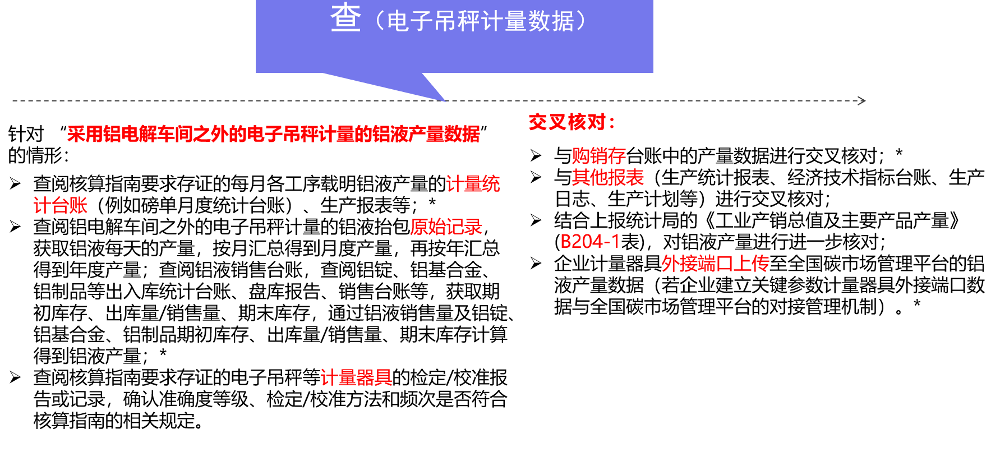 查（电子吊秤计量数据）
针对 “采用铝电解车间之外的电子吊秤计量的铝液产量数据”
的情形：
➢ 查阅核算指南要求存证的每月各工序载明铝液产量的计量统
计台账（例如磅单月度统计台账）、生产报表等；*
➢ 查阅铝电解车间之外的电子吊秤计量的铝液抬包原始记录，
获取铝液每天的产量，按月汇总得到月度产量，再按年汇总
得到年度产量；查阅铝液销售台账，查阅铝锭、铝基合金、
铝制品等出入库统计台账、盘库报告、销售台账等，获取期
初库存、出库量/销售量、期末库存，通过铝液销售量及铝锭、
铝基合金、铝制品期初库存、出库量/销售量、期末库存计算
得到铝液产量；*
➢ 查阅核算指南要求存证的电子吊秤等计量器具的检定/校准报
告或记录，确认准确度等级、检定/校准方法和频次是否符合
核算指南的相关规定。
交叉核对：
➢ 与购销存台账中的产量数据进行交叉核对；*
➢ 与其他报表（生产统计报表、经济技术指标台账、生产
日志、生产计划等）进行交叉核对；
➢ 结合上报统计局的《工业产销总值及主要产品产量》
(B204-1表)，对铝液产量进行进一步核对；
➢ 企业计量器具外接端口上传至全国碳市场管理平台的铝
液产量数据（若企业建立关键参数计量器具外接端口数
据与全国碳市场管理平台的对接管理机制）。*